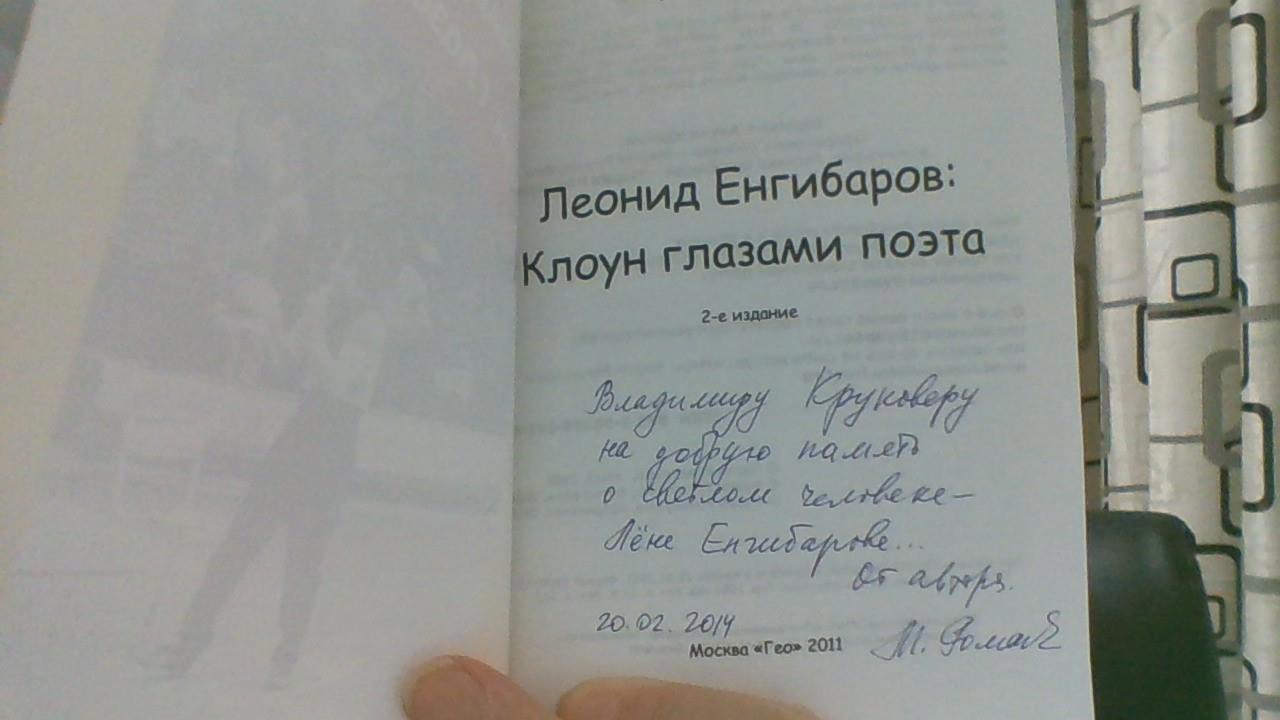 Леонид Енгибаров:
Клоун глазами поэта
2-е издание
Владимиру Круковеру
на добрую память
о светлом человеке—
Лёне Енгибарове...
От автора.
20.02.2014
Москва «Гео» 2011
М.